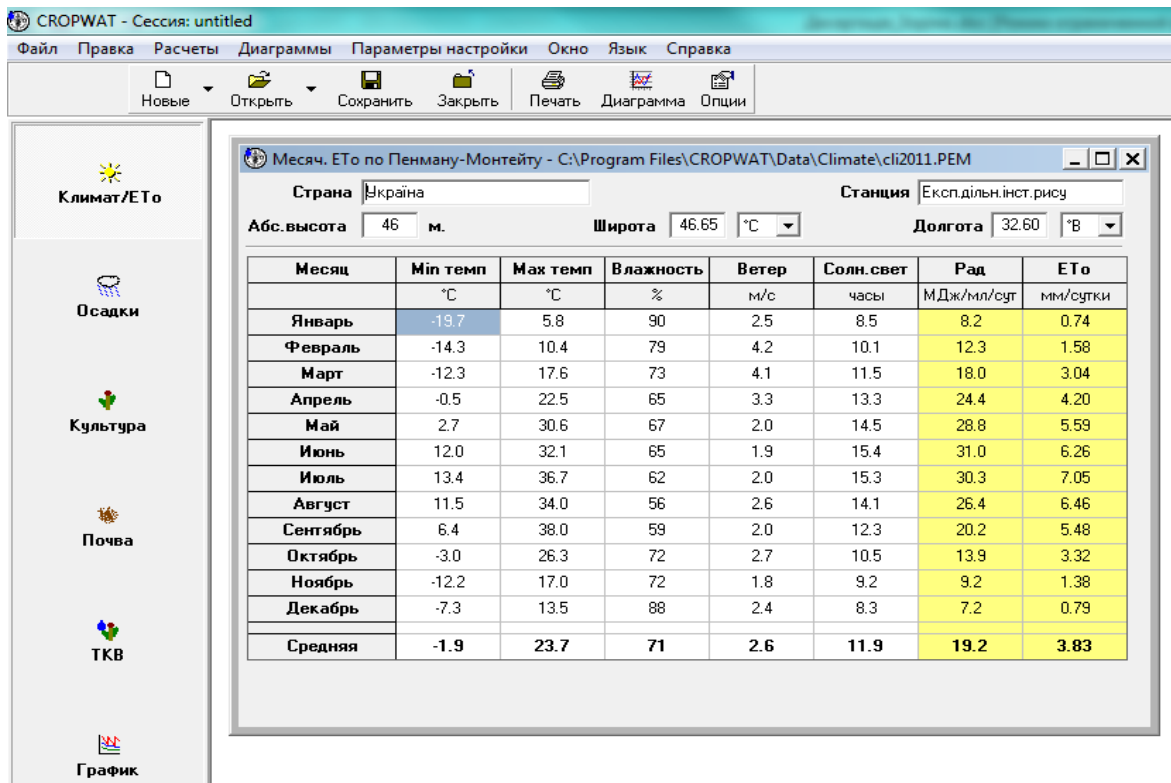 CROPWAT - Сессия: untitled
Файл Правка Расчеты Диаграммы Параметры настройки Окно Язык Справка
Новые Открыть Сохранить Закрыть Печать Диаграмма Опции
Месяч. ЕТо по Пенману-Монтейту - C:\Program Files\CROPWAT\Data\Climate\cli2011.PEM
Страна Україна СтанцияЕксп.дільн.інст.рису
Абс.высота 46 м. Широта 46.65 °С Долгота 32.60 °В
Месяц Min темп Max темп Влажность Ветер Солн.свет Рад ЕТо
°С °С % м/с часы МДж/мл/сут мм/сутки
Январь -19.7 5.8 90 2.5 8.5 8.2 0.74
Февраль -14.3 10.4 79 4.2 10.1 12.3 1.58
Март -12.3 17.6 73 4.1 11.5 18.0 3.04
Апрель -0.5 22.5 65 3.3 13.3 24.4 4.20
Май 2.7 30.6 67 2.0 14.5 28.8 5.59
Июнь 12.0 32.1 65 1.9 15.4 31.0 6.26
Июль 13.4 36.7 62 2.0 15.3 30.3 7.05
Август 11.5 34.0 56 2.6 14.1 26.4 6.46
Сентябрь 6.4 38.0 59 2.0 12.3 20.2 5.48
Октябрь -3.0 26.3 72 2.7 10.5 13.9 3.32
Ноябрь -12.2 17.0 72 1.8 9.2 9.2 1.38
Декабрь -7.3 13.5 88 2.4 8.3 7.2 0.79
Средняя -1.9 23.7 71 2.6 11.9 19.2 3.83
Климат/ЕТо
Осадки
Культура
Почва
ТКВ
График